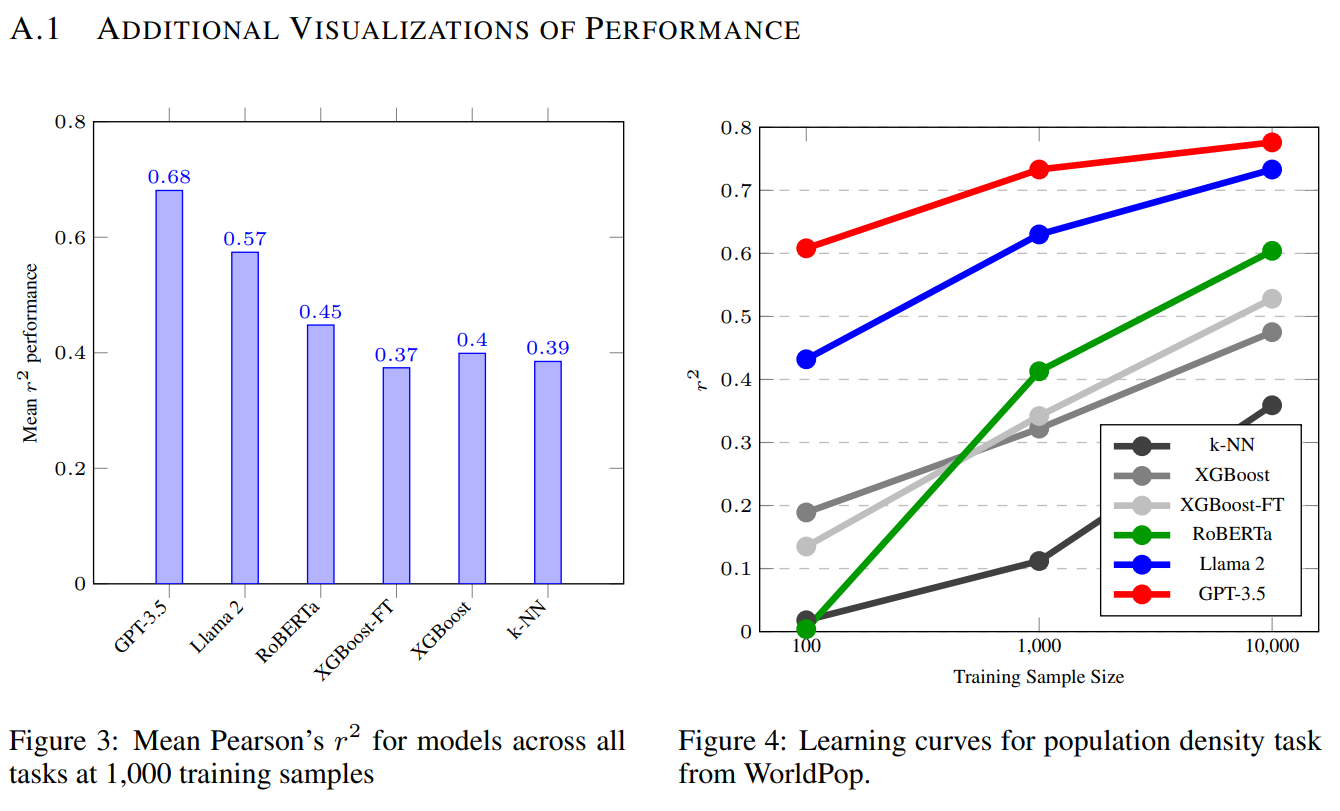 A.1 ADDITIONAL VISUALIZATIONS OF PERFORMANCE
0.8
0.6
0.4
0.2
0
Mean r² performance
0.68
0.57
0.45
0.37
0.4
0.39
GPT-3.5
Llama 2
RoBERTa
XGBoost-FT
XGBoost
k-NN
Figure 3: Mean Pearson's r² for models across all
tasks at 1,000 training samples
0.8
0.7
0.6
0.5
0.4
0.3
0.2
0.1
0
r²
k-NN
XGBoost
XGBoost-FT
RoBERTa
Llama 2
GPT-3.5
100 1,000 10,000
Training Sample Size
Figure 4: Learning curves for population density task
from WorldPop.